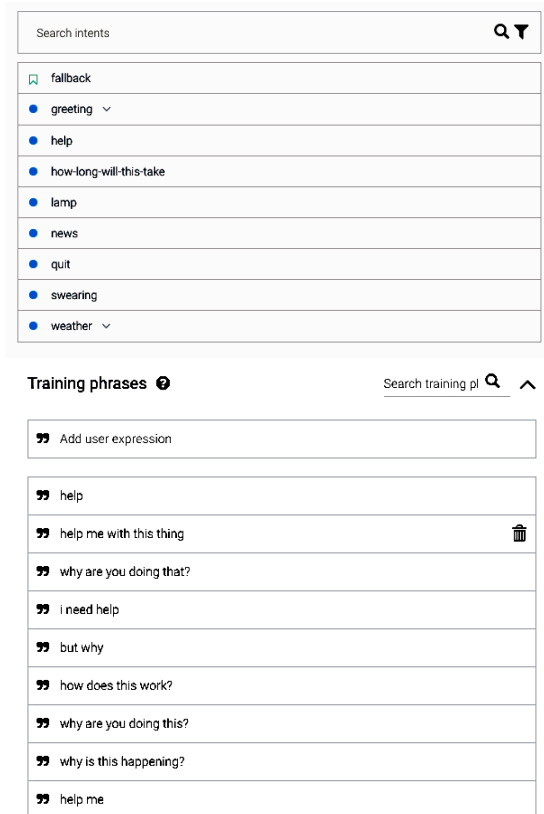 Search intents
fallback
greeting
help
how-long-will-this-take
lamp
news
quit
swearing
weather
Training phrases
Search training pl
Add user expression
help
help me with this thing
why are you doing that?
i need help
but why
how does this work?
why are you doing this?
why is this happening?
help me